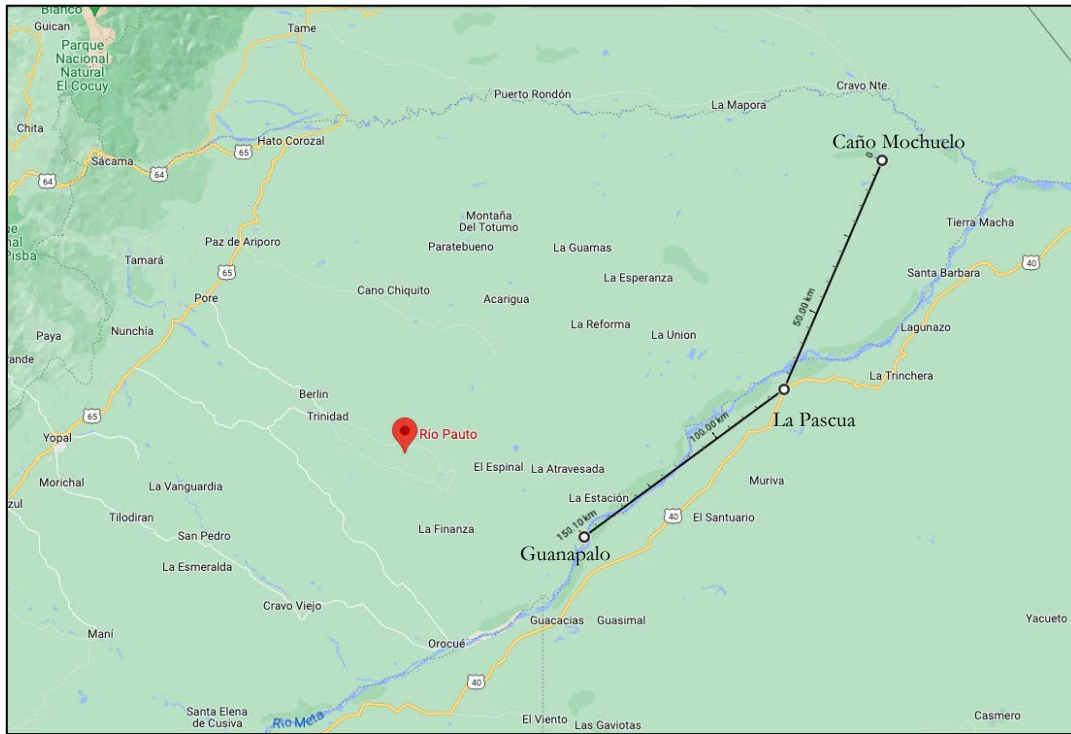 Blanco
Guican
Tame
Parque
Nacional
Natural
El Cocuy
Puerto Rondón
Cravo Nte.
La Mapora
Chita
Hato Corozal
65
Caño Mochuelo
Sácama
64
64
0
Montaña
Del Totumo
Tierra Macha
Paz de Ariporo
Paratebueno
La Guamas
Pisba
Tamará
65
La Esperanza
Santa Barbara
40
Cano Chiquito
Acarigua
Pore
50.00 km
La Reforma
La Union
Lagunazo
Paya
Nunchía
La Trinchera
Berlin
Trinidad
65
La Pascua
Río Pauto
100.00 km
Yopal
El Espinal
La Atravesada
Morichal
La Vanguardia
Muriva
La Estación
Tilodiran
La Finanza
150.10 km
40
El Santuario
San Pedro
Guanapalo
La Esmeralda
Cravo Viejo
Guacacias
Guasimal
Yacueto
Maní
Orocué
40
Santa Elena
de Cusiva
Río Meta
El Viento
Las Gaviotas
Casmero